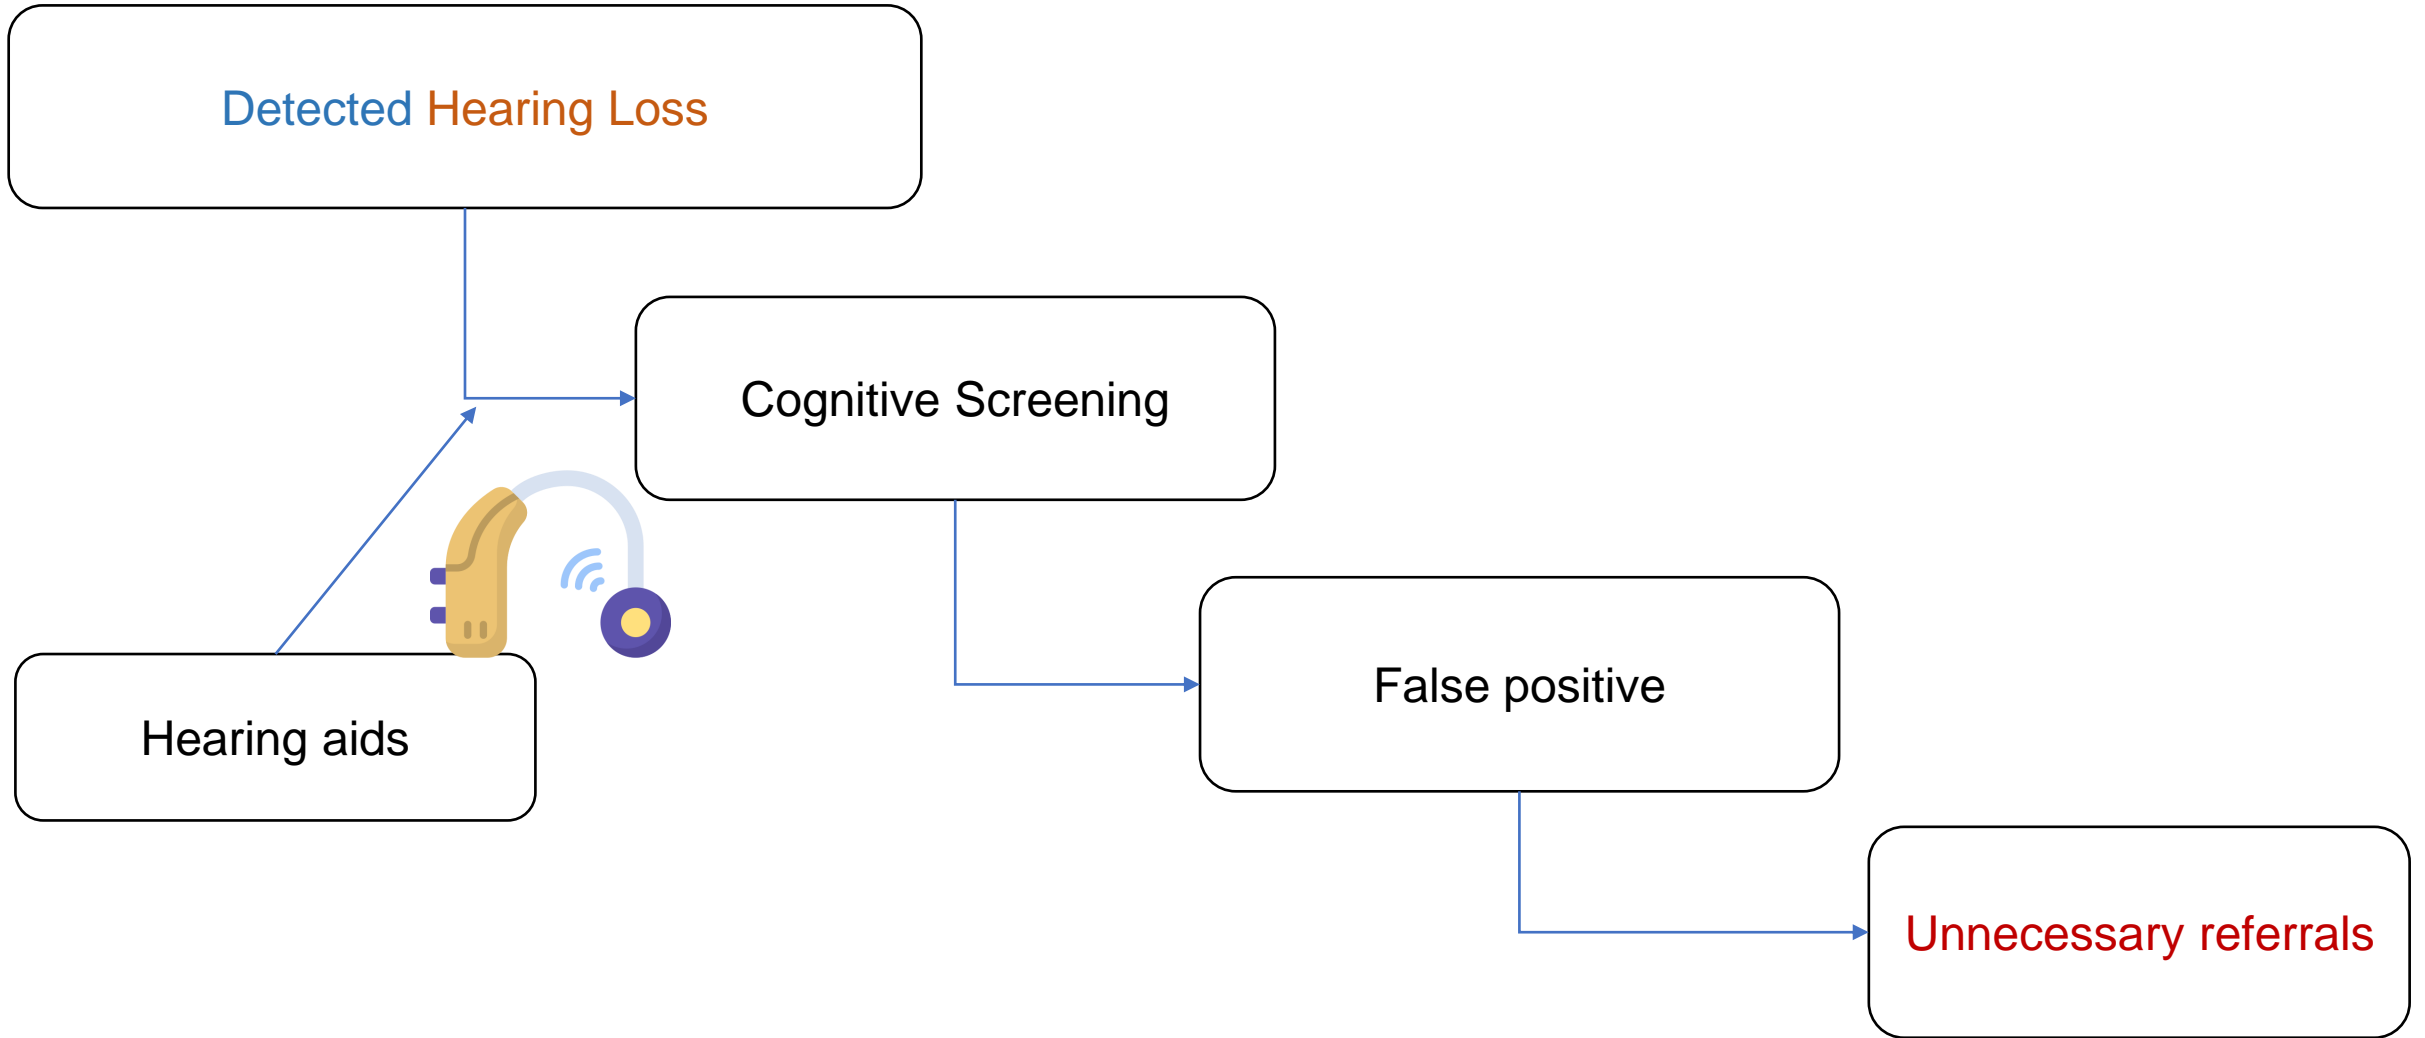 Detected Hearing Loss
Cognitive Screening
False positive
Hearing aids
Unnecessary referrals